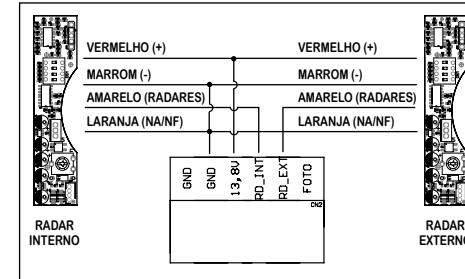 VERMELHO (+)
MARROM (-)
AMARELO (RADARES)
LARANJA (NA/NF)
VERMELHO (+)
MARROM (-)
AMARELO (RADARES)
LARANJA (NA/NF)
GND
GND
13,8V
RD_INT
RD_EXT
FOTO
CN2
RADAR
INTERNO
RADAR
EXTERNO